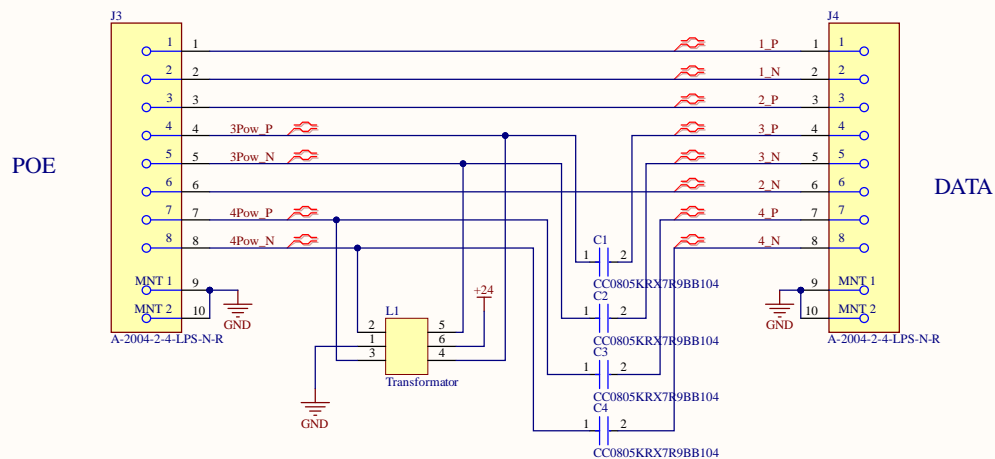 J3
J4
1 1 1_P 1 1
2 2 1_N 2 2
3 3 2_P 3 3
4 4 3Pow_P 3_P 4 4
5 5 3Pow_N 3_N 5 5
POE
6 6 2_N 6 6
DATA
7 7 4Pow_P 4_P 7 7
8 8 4Pow_N 4_N 8 8
C1
1 2
CC0805KRX7R9BB104
MNT 1 9
GND
MNT 2 10
A-2004-2-4-LPS-N-R
9 MNT 1
GND
10 MNT 2
A-2004-2-4-LPS-N-R
+24
C2
1 2
CC0805KRX7R9BB104
L1
2 5
1 6
3 4
Transformator
GND
C3
1 2
CC0805KRX7R9BB104
C4
1 2
CC0805KRX7R9BB104